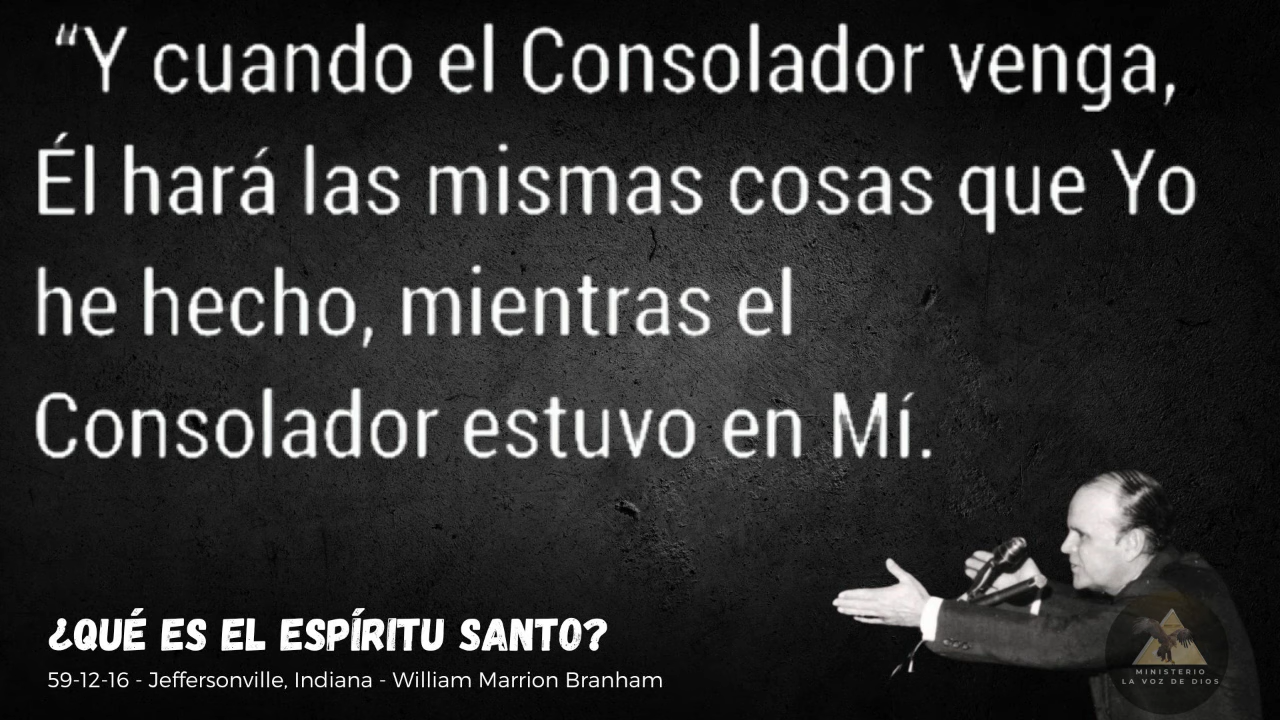 “Y cuando el Consolador venga,
Él hará las mismas cosas que Yo
he hecho, mientras el
Consolador estuvo en Mí.
¿QUÉ ES EL ESPÍRITU SANTO?
59-12-16 - Jeffersonville, Indiana - William Marrion Branham
MINISTERIO
LA VOZ DE DIOS